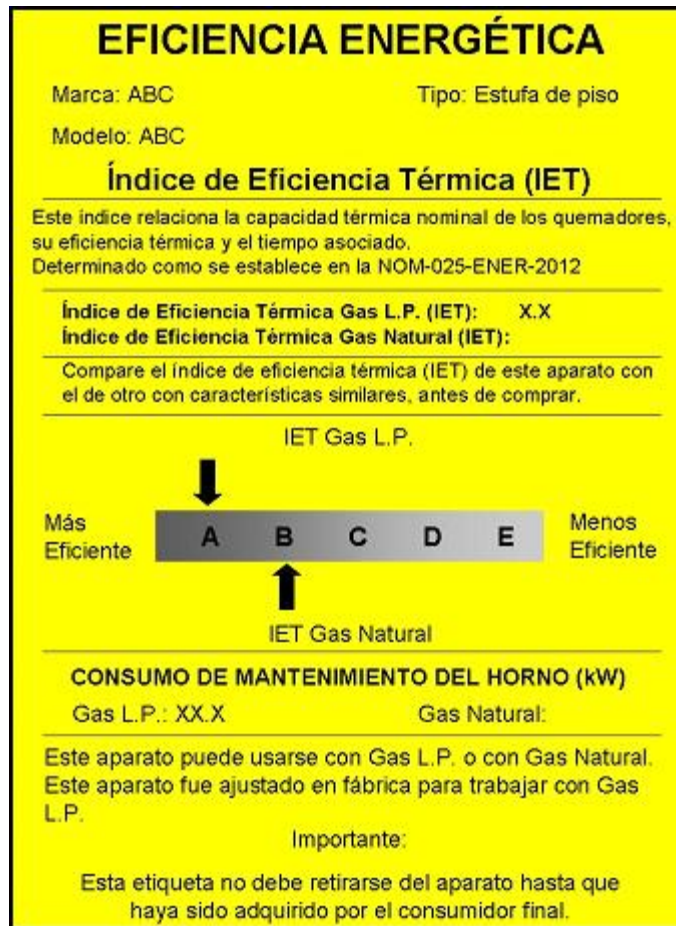 EFICIENCIA ENERGÉTICA
Marca: ABC Tipo: Estufa de piso
Modelo: ABC
Índice de Eficiencia Térmica (IET)
Este índice relaciona la capacidad térmica nominal de los quemadores,
su eficiencia térmica y el tiempo asociado.
Determinado como se establece en la NOM-025-ENER-2012
Índice de Eficiencia Térmica Gas L.P. (IET): X.X
Índice de Eficiencia Térmica Gas Natural (IET):
Compare el índice de eficiencia térmica (IET) de este aparato con
el de otro con características similares, antes de comprar.
IET Gas L.P.
Más Eficiente A B C D E Menos Eficiente
IET Gas Natural
CONSUMO DE MANTENIMIENTO DEL HORNO (kW)
Gas L.P.: XX.X Gas Natural:
Este aparato puede usarse con Gas L.P. o con Gas Natural.
Este aparato fue ajustado en fábrica para trabajar con Gas
L.P.
Importante:
Esta etiqueta no debe retirarse del aparato hasta que
haya sido adquirido por el consumidor final.